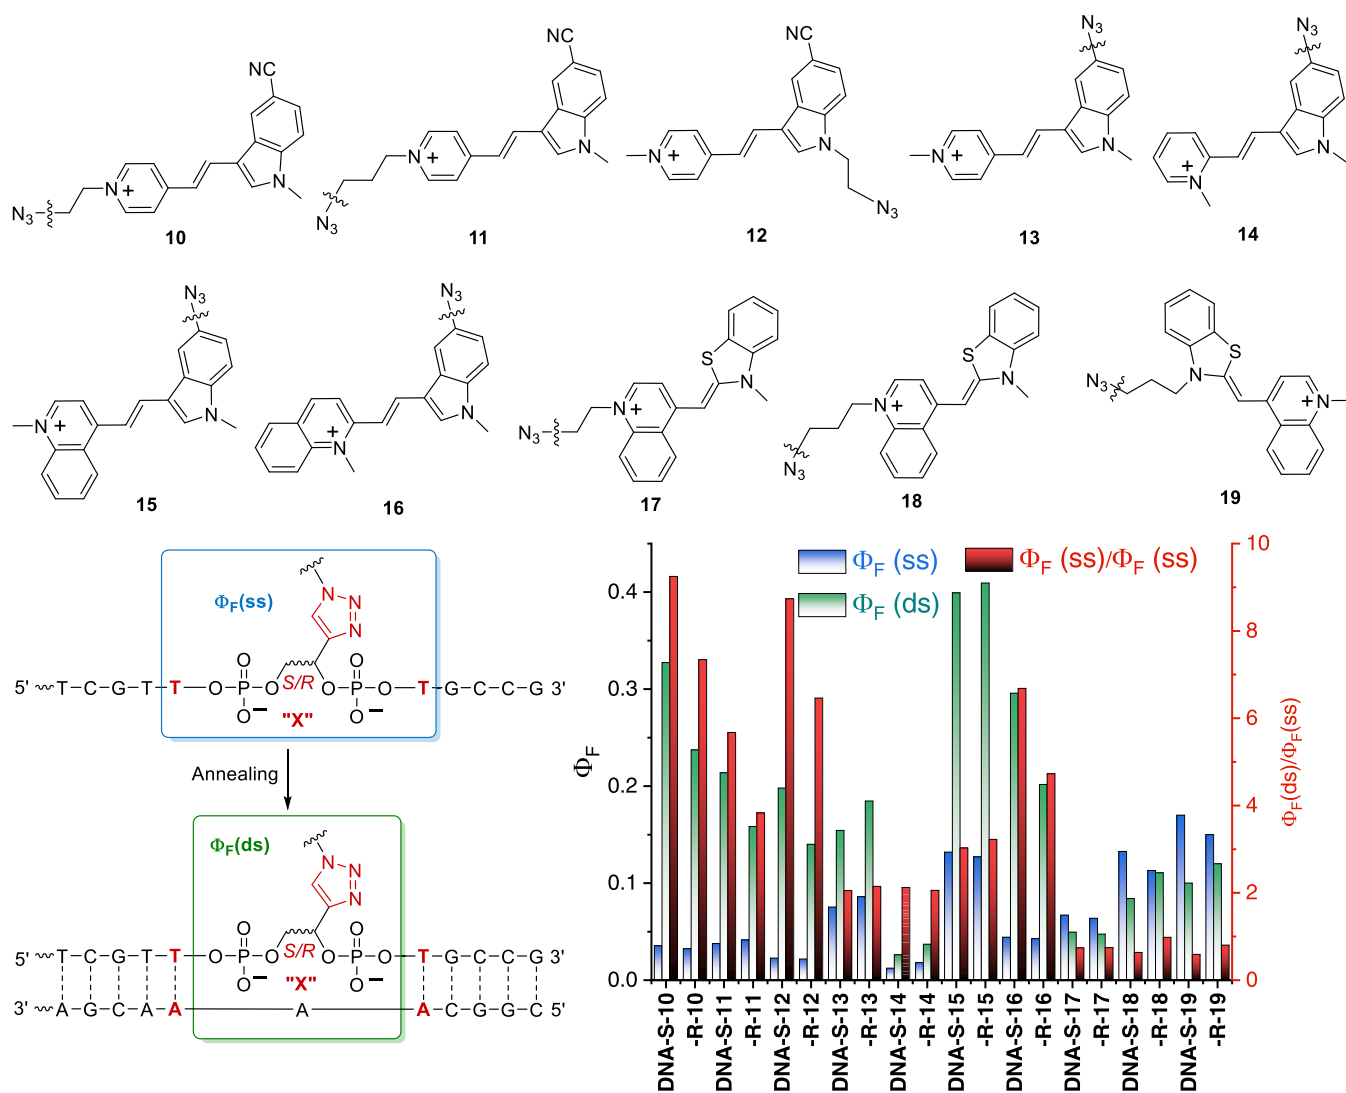 NC
N3
N
+
N
10
NC
N3
N
+
N
11
NC
N
+
N
N3
12
N3
N
+
N
13
N3
N
+
N
14
N3
N
+
N
15
N3
N
+
N
16
S
N
N
+
N3
17
S
N
N
+
N3
18
S
N
N
+
N3
19
ΦF(ss)
N N
N
O O
5' T C G T T O P O S/R O P O T G C C G 3'
O− "X" O−
Annealing
ΦF(ds)
N N
N
O O
5' T C G T T O P O S/R O P O T G C C G 3'
O− "X" O−
3' A G C A A A A C G G C 5'
ΦF (ss)
ΦF (ds)
ΦF (ss)/ΦF (ss)
ΦF
0.4
0.3
0.2
0.1
0.0
10
8
6
4
2
0
ΦF(ds)/ΦF(ss)
DNA-S-10
-R-10
DNA-S-11
-R-11
DNA-S-12
-R-12
DNA-S-13
-R-13
DNA-S-14
-R-14
DNA-S-15
-R-15
DNA-S-16
-R-16
DNA-S-17
-R-17
DNA-S-18
-R-18
DNA-S-19
-R-19